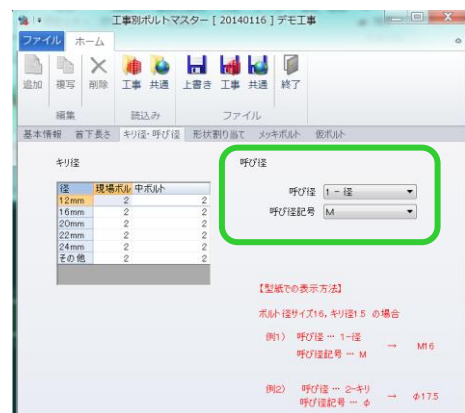 工事別ボルトマスター [ 20140116 ] デモ工事
ファイル ホーム
追加 複写 削除 工事 共通 上書き 工事 共通 終了
編集 読込み ファイル
基本情報 首下長さ キリ径・呼び径 形状割り当て メッキボルト 仮ボルト
キリ径
径 現場ボル 中ボルト
12mm 2 2
16mm 2 2
20mm 2 2
22mm 2 2
24mm 2 2
その他 2 2
呼び径
呼び径 1 - 径
呼び径記号 M
【型紙での表示方法】
ボルト径サイズ16, キリ径1.5 の場合
例1) 呼び径 … 1-径
呼び径記号 … M → M16
例2) 呼び径 … 2-キリ
呼び径記号 … φ → φ17.5